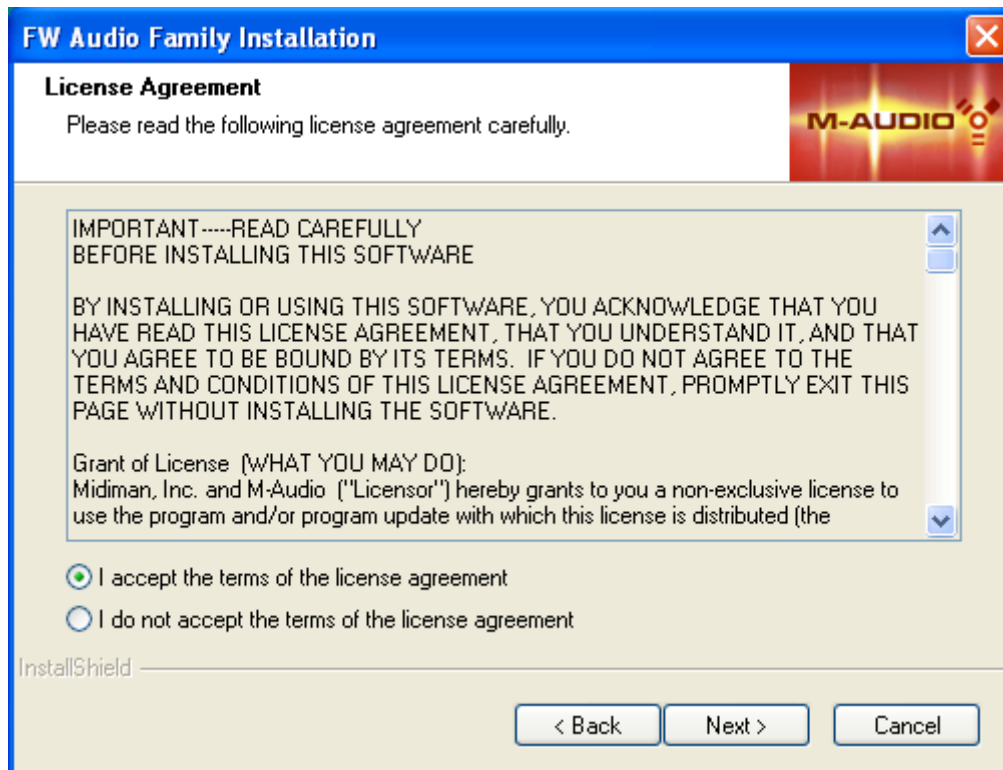 FW Audio Family Installation
License Agreement
Please read the following license agreement carefully.
M-AUDIO
IMPORTANT-----READ CAREFULLY
BEFORE INSTALLING THIS SOFTWARE
BY INSTALLING OR USING THIS SOFTWARE, YOU ACKNOWLEDGE THAT YOU
HAVE READ THIS LICENSE AGREEMENT, THAT YOU UNDERSTAND IT, AND THAT
YOU AGREE TO BE BOUND BY ITS TERMS.  IF YOU DO NOT AGREE TO THE
TERMS AND CONDITIONS OF THIS LICENSE AGREEMENT, PROMPTLY EXIT THIS
PAGE WITHOUT INSTALLING THE SOFTWARE.
Grant of License  (WHAT YOU MAY DO):
Midiman, Inc. and M-Audio  ("Licensor") hereby grants to you a non-exclusive license to
use the program and/or program update with which this license is distributed (the
I accept the terms of the license agreement
I do not accept the terms of the license agreement
InstallShield
< Back
Next >
Cancel